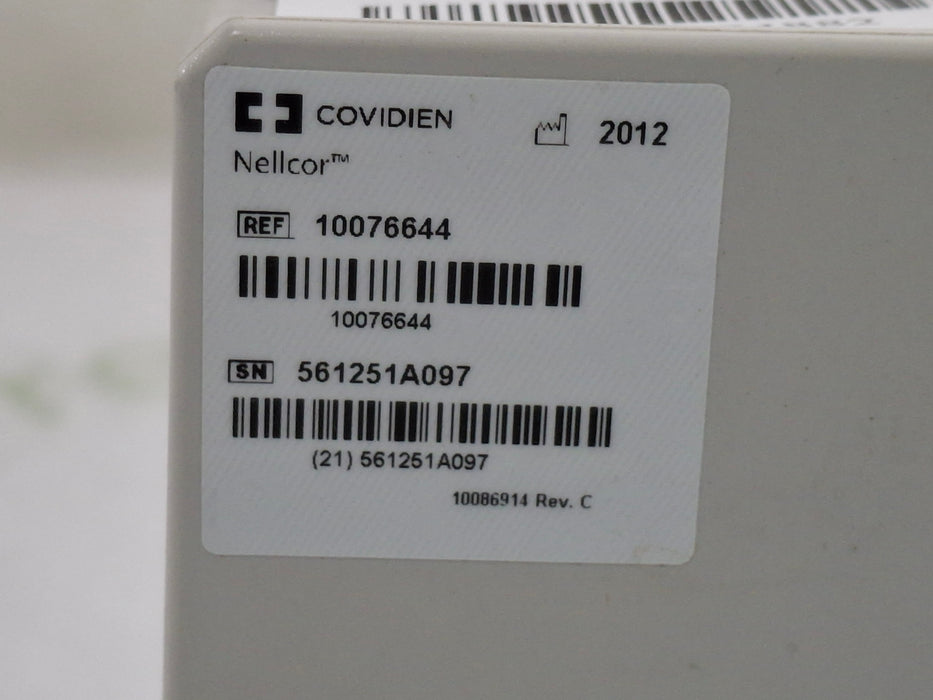 COVIDIEN
2012
Nellcor™
REF 10076644
10076644
SN 561251A097
(21) 561251A097
10086914 Rev. C